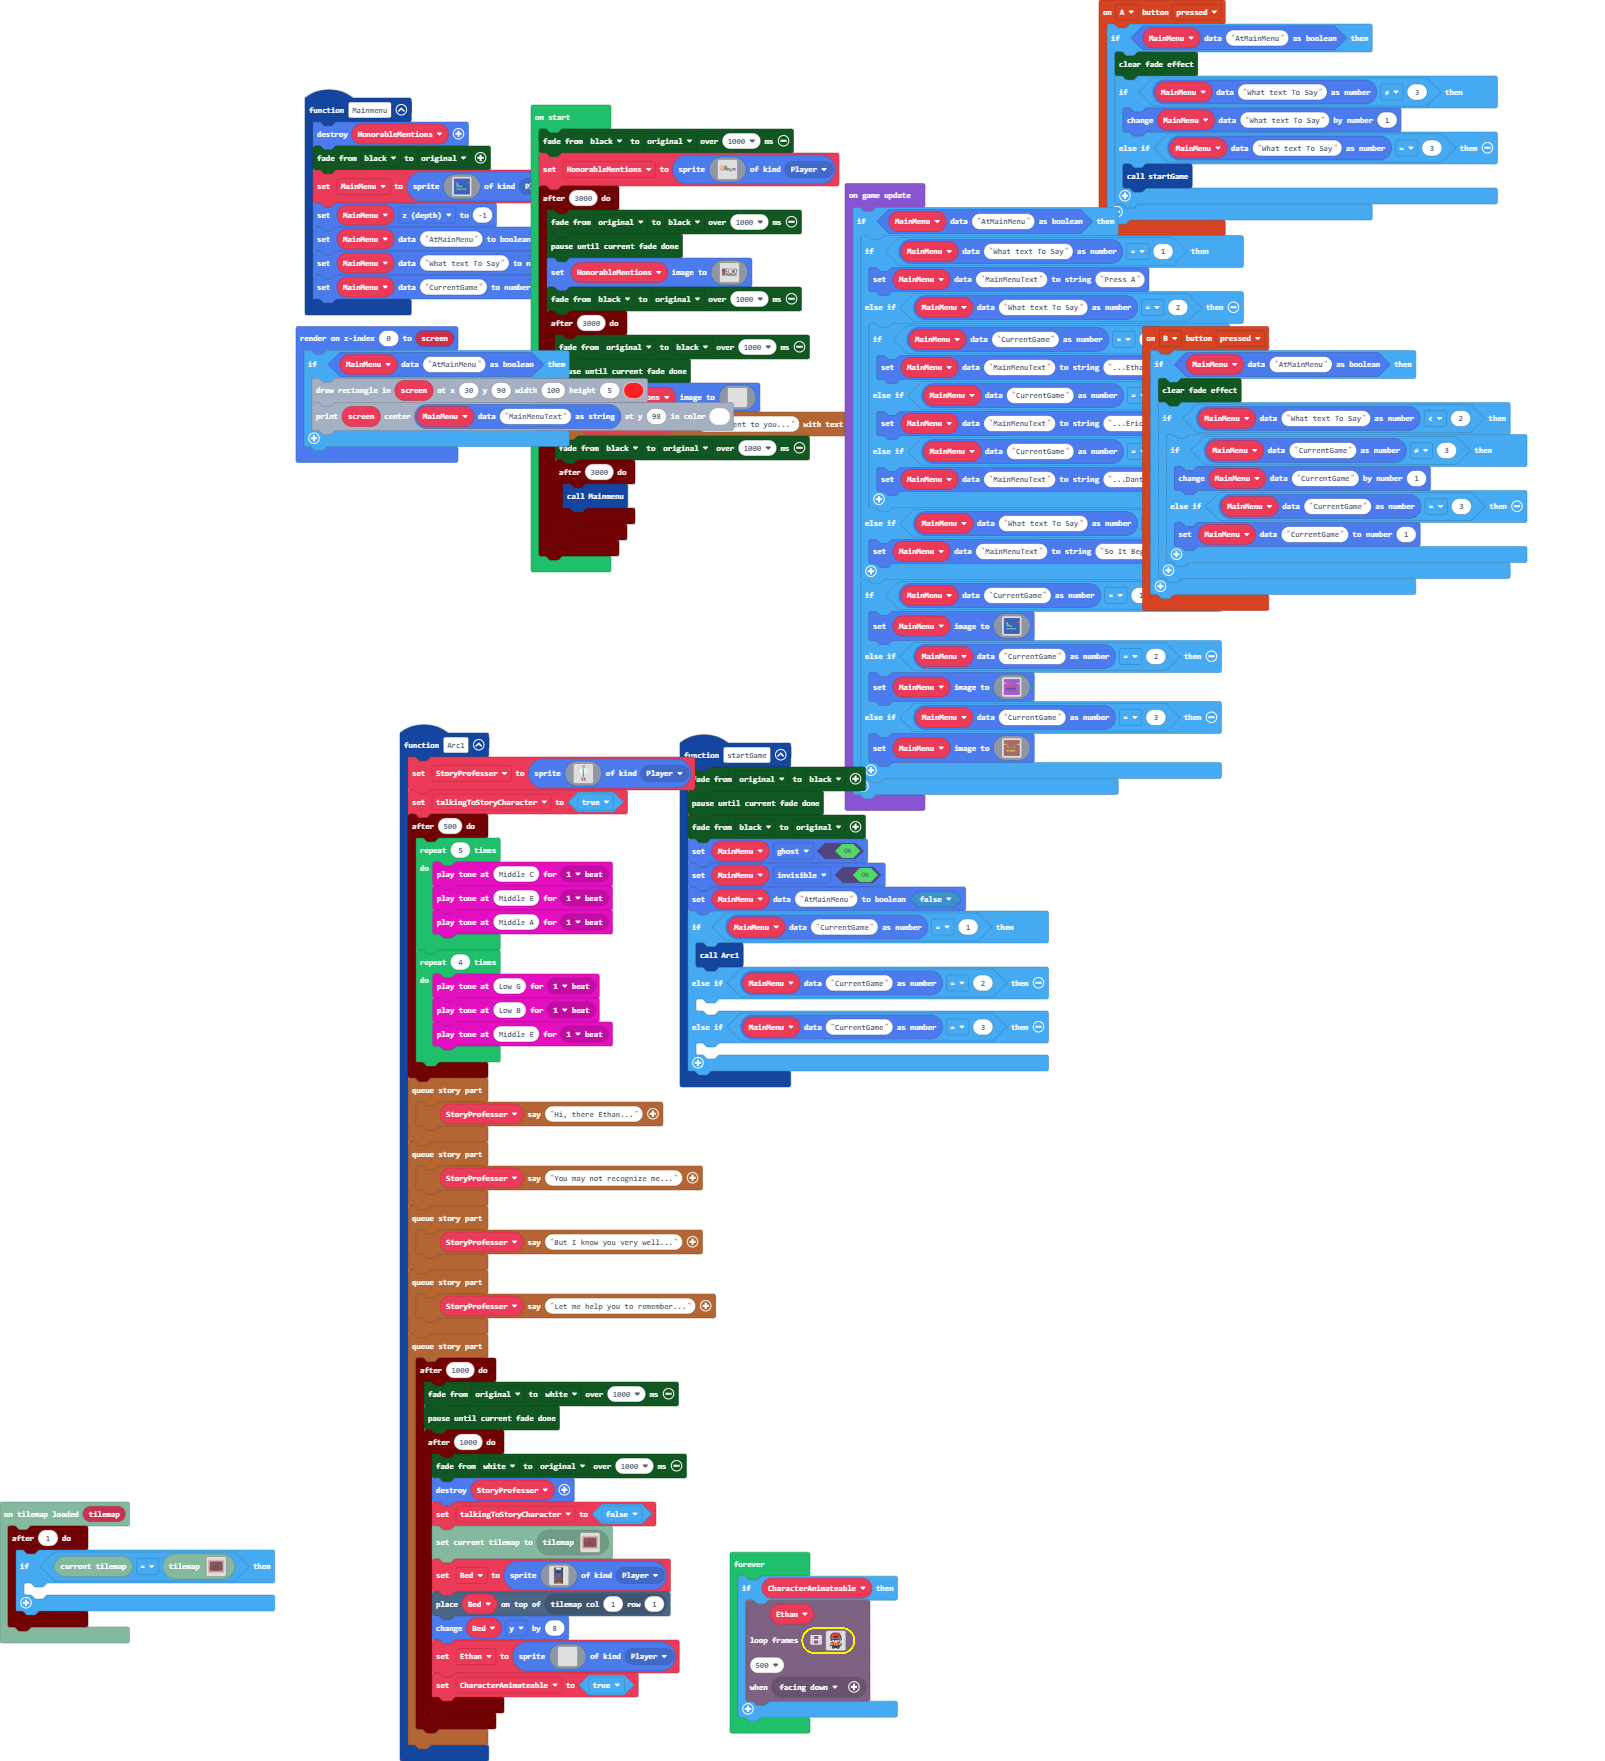 on A button pressed
if MainMenu data "AtMainMenu" as boolean then
clear fade effect
if MainMenu data "What text To Say" as number ≠ 3 then
change MainMenu data "What text To Say" by number 1
else if MainMenu data "What text To Say" as number = 3 then
call startGame
function Mainmenu
destroy HonorableMentions
fade from black to original
set MainMenu to sprite of kind
set MainMenu z (depth) to -1
set MainMenu data "AtMainMenu" to boolean
set MainMenu data "What text To Say" to
set MainMenu data "CurrentGame" to number
on start
fade from black to original over 1000 ms
set HonorableMentions to sprite of kind Player
after 3000 do
fade from original to black over 1000 ms
pause until current fade done
set HonorableMentions image to
fade from black to original over 1000 ms
after 3000 do
fade from original to black over 1000 ms
until current fade done
image to
to you..." with text
fade from black to original over 1000 ms
after 3000 do
call Mainmenu
render on z-index 0 to screen
if MainMenu data "AtMainMenu" as boolean then
draw rectangle in screen at x 30 y 90 width 100 height 5
print screen center MainMenu data "MainMenuText" as string at y 98 in color
on game update
if MainMenu data "AtMainMenu" as boolean then
if MainMenu data "What text To Say" as number = 1 then
set MainMenu data "MainMenuText" to string "Press A"
else if MainMenu data "What text To Say" as number = 2 then
if MainMenu data "CurrentGame" as number =
set MainMenu data "MainMenuText" to string "...Etha
else if MainMenu data "CurrentGame" as number =
set MainMenu data "MainMenuText" to string "...Eric
else if MainMenu data "CurrentGame" as number =
set MainMenu data "MainMenuText" to string "...Dant
else if MainMenu data "What text To Say" as number
set MainMenu data "MainMenuText" to string "So It Beg
if MainMenu data "CurrentGame" as number = 1
set MainMenu image to
else if MainMenu data "CurrentGame" as number = 2 then
set MainMenu image to
else if MainMenu data "CurrentGame" as number = 3 then
set MainMenu image to
on B button pressed
if MainMenu data "AtMainMenu" as boolean then
clear fade effect
if MainMenu data "What text To Say" as number < 2 then
if MainMenu data "CurrentGame" as number ≠ 3 then
change MainMenu data "CurrentGame" by number 1
else if MainMenu data "CurrentGame" as number = 3 then
set MainMenu data "CurrentGame" to number 1
function Arc1
set StoryProfesser to sprite of kind Player
set talkingToStoryCharacter to true
after 500 do
repeat 5 times
do play tone at Middle C for 1 beat
play tone at Middle E for 1 beat
play tone at Middle A for 1 beat
repeat 4 times
do play tone at Low G for 1 beat
play tone at Low B for 1 beat
play tone at Middle E for 1 beat
queue story part
StoryProfesser say "Hi, there Ethan..."
queue story part
StoryProfesser say "You may not recognize me..."
queue story part
StoryProfesser say "But I know you very well..."
queue story part
StoryProfesser say "Let me help you to remember..."
queue story part
after 1000 do
fade from original to white over 1000 ms
pause until current fade done
after 1000 do
fade from white to original over 1000 ms
destroy StoryProfesser
set talkingToStoryCharacter to false
set current tilemap to tilemap
set Bed to sprite of kind Player
place Bed on top of tilemap col 1 row 1
change Bed y by 8
set Ethan to sprite of kind Player
set CharacterAnimateable to true
function startGame
fade from original to black
pause until current fade done
fade from black to original
set MainMenu ghost ON
set MainMenu invisible ON
set MainMenu data "AtMainMenu" to boolean false
if MainMenu data "CurrentGame" as number = 1 then
call Arc1
else if MainMenu data "CurrentGame" as number = 2 then
else if MainMenu data "CurrentGame" as number = 3 then
on tilemap loaded tilemap
after 1 do
if current tilemap = tilemap then
forever
if CharacterAnimateable then
Ethan
loop frames
500
when facing down